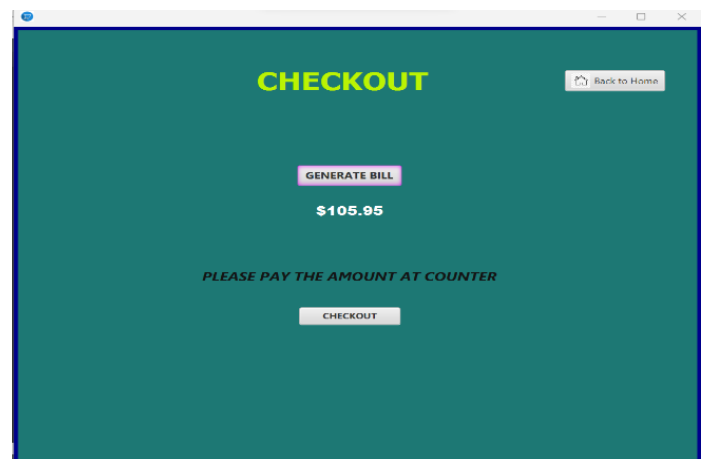 CHECKOUT
Back to Home
GENERATE BILL
$105.95
PLEASE PAY THE AMOUNT AT COUNTER
CHECKOUT